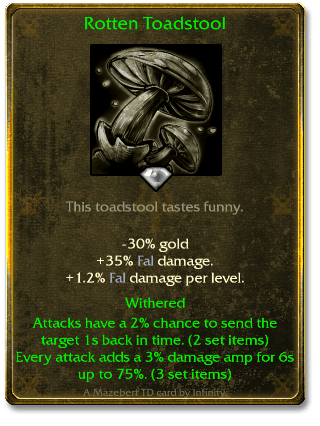 Rotten Toadstool
This toadstool tastes funny.
-30% gold
+35% Fal damage.
+1.2% Fal damage per level.
Withered
Attacks have a 2% chance to send the
target 1s back in time. (2 set items)
Every attack adds a 3% damage amp for 6s
up to 75%. (3 set items)
A Mazebert TD card by Infinity.